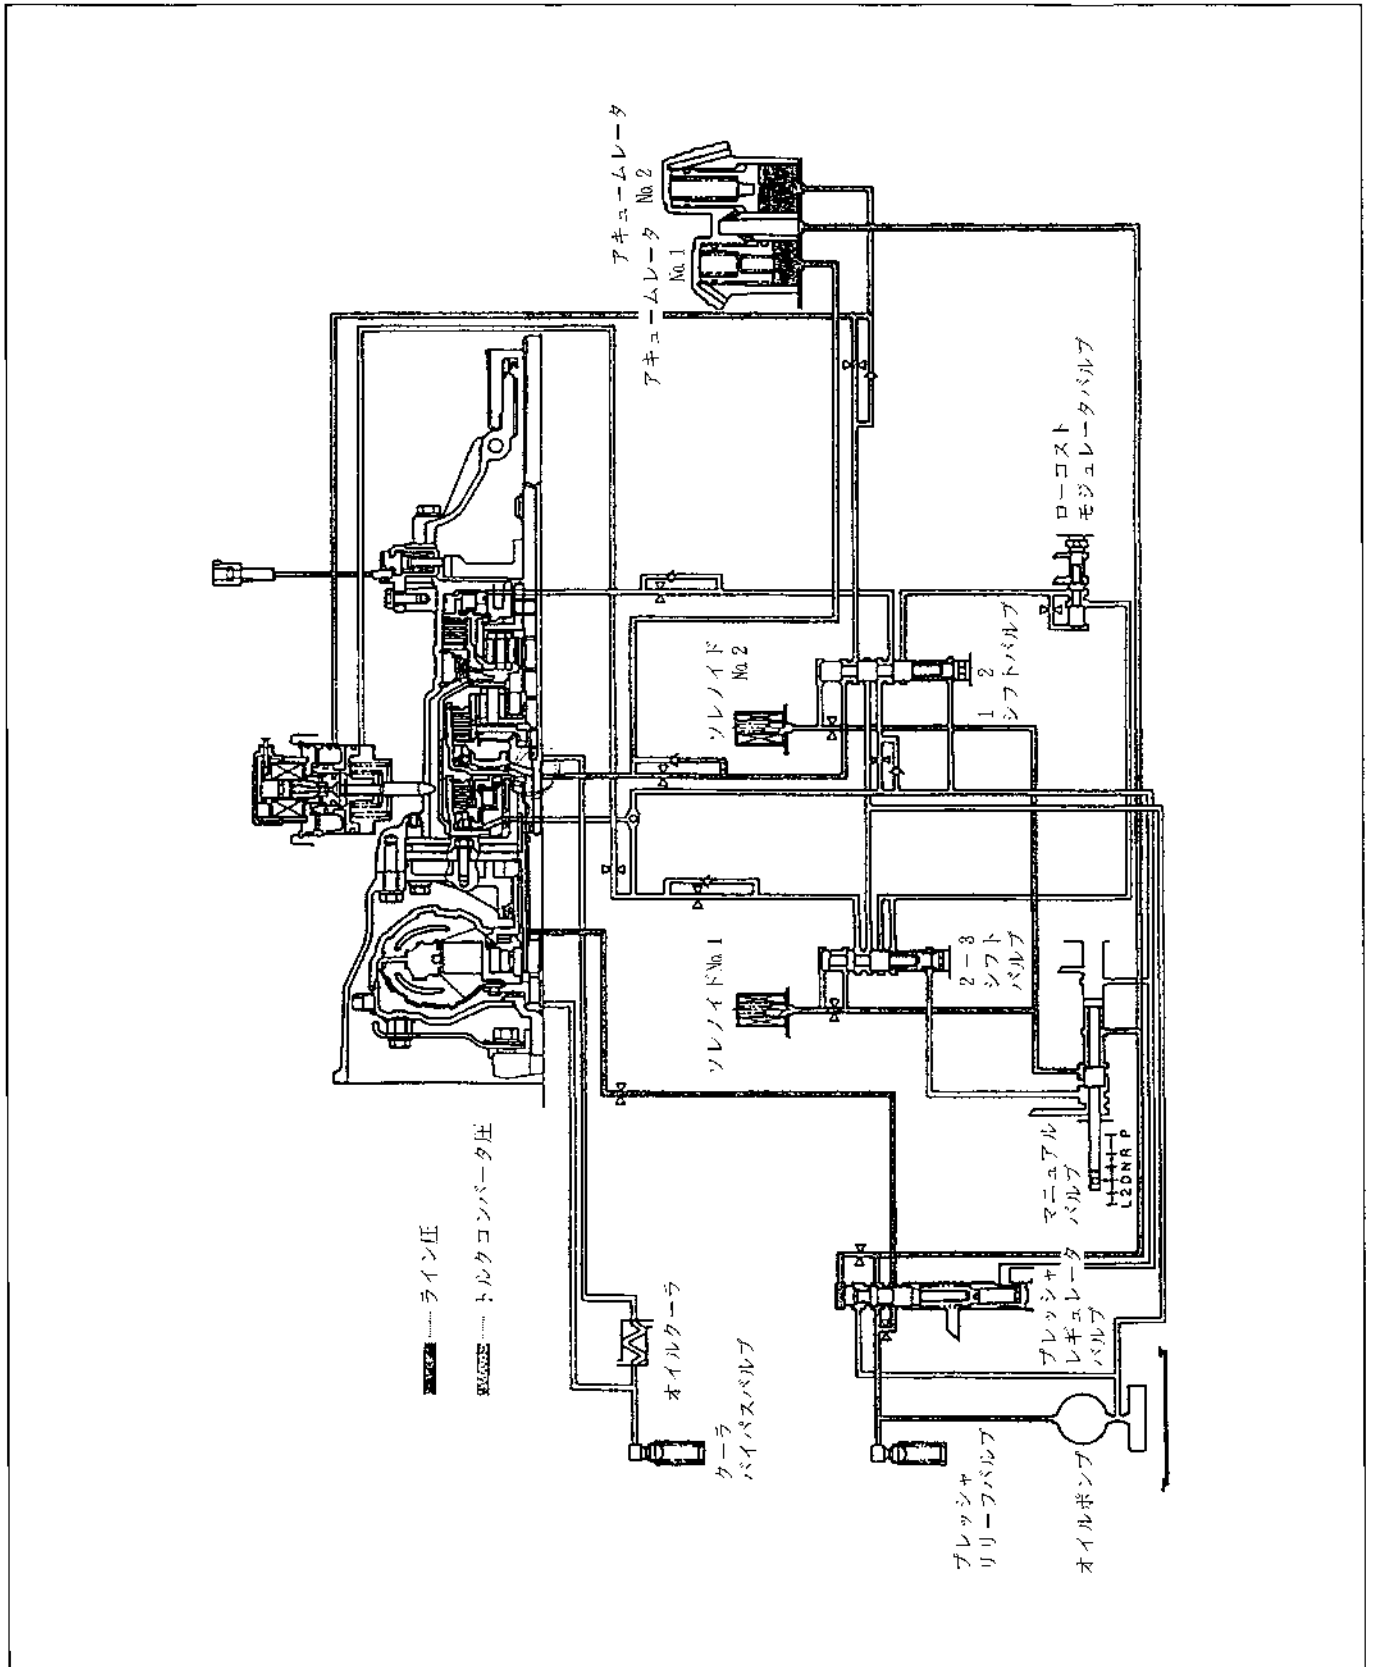 アキュームレータ
No.2
アキュームレータ
No.1
ローコスト
モジュレータバルブ
ソレノイド
No.2
1 2
シフトバルブ
ソレノイドNo.1
2-3
シフト
バルブ
マニュアル
バルブ
L2DNRP
プレッシャ
レギュレータ
バルブ
……ライン圧
……トルクコンバータ圧
オイルクーラ
クーラ
バイパスバルブ
プレッシャ
リリーフバルブ
オイルポンプ